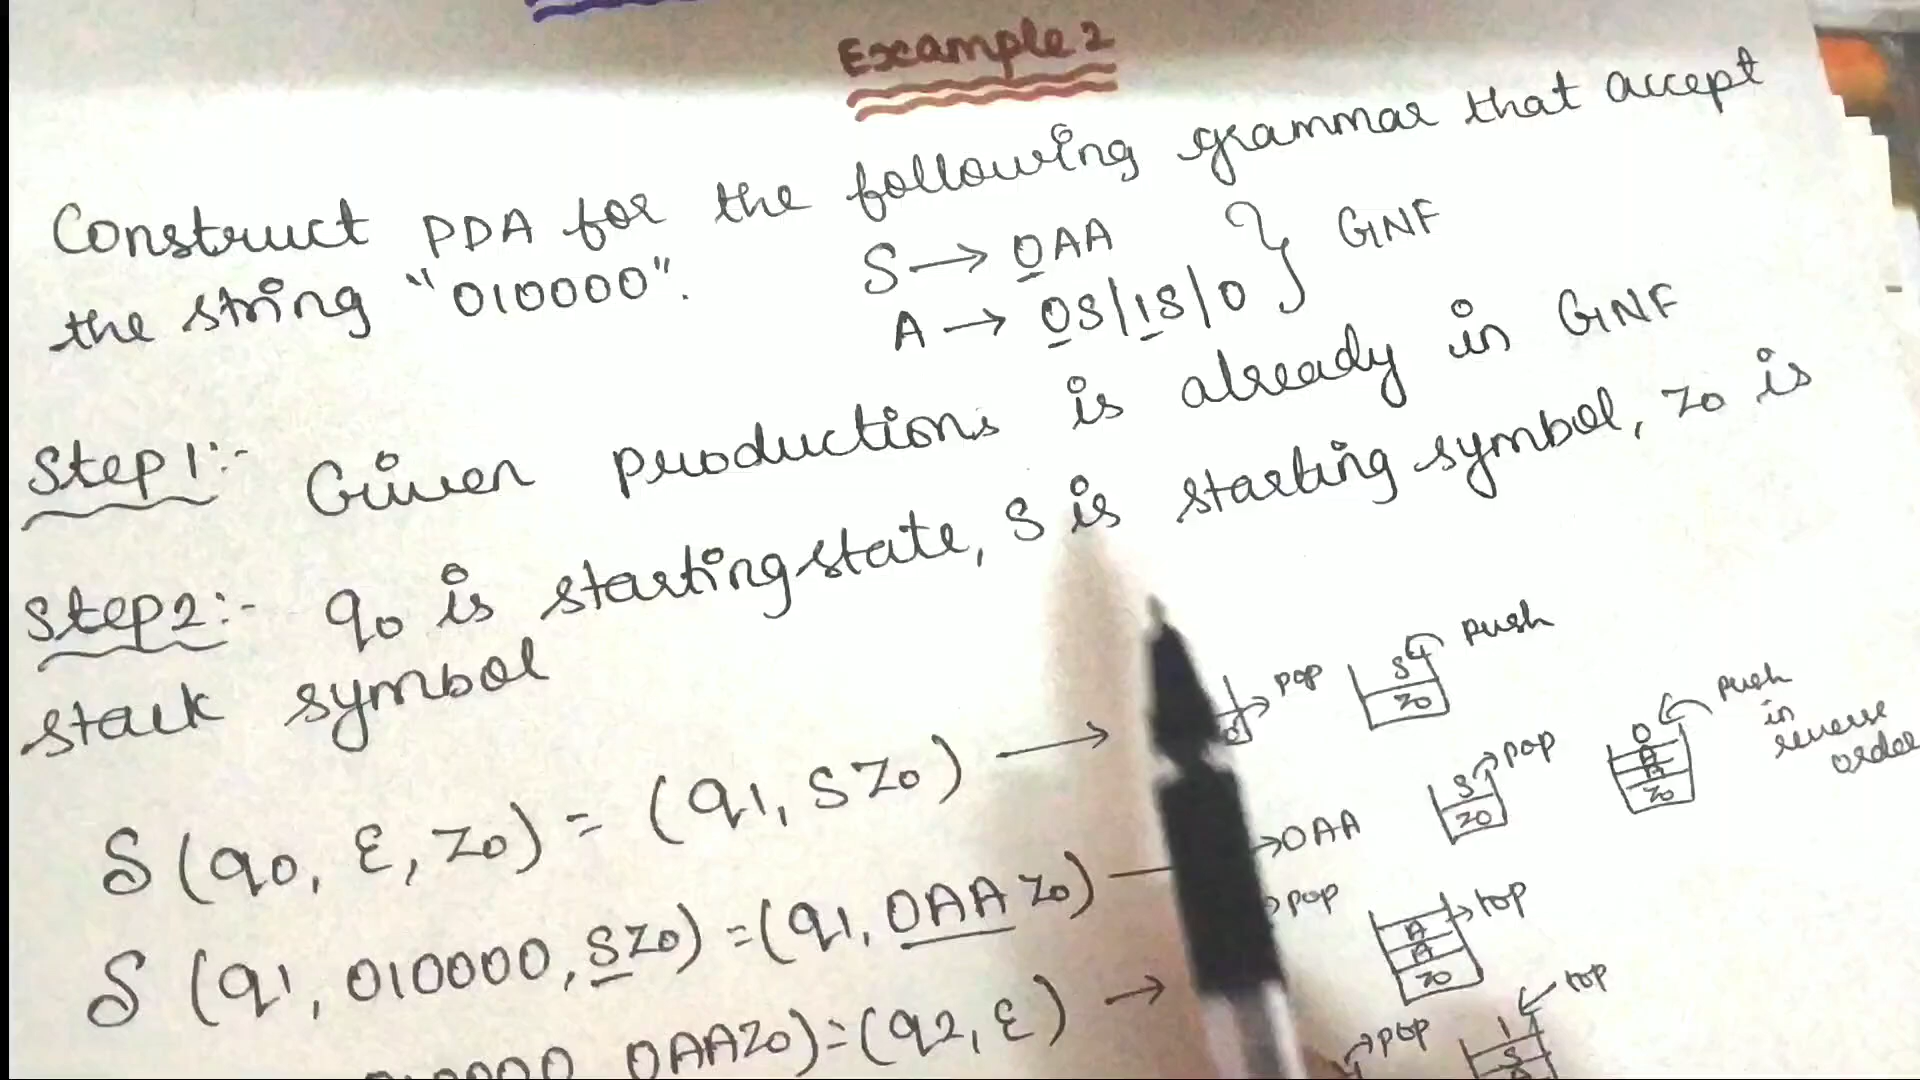 Example 2
Construct PDA for the following grammar that accept
the string "010000".
S → 0AA
A → 0S/1S/0 } GNF
Step 1:- Given productions is already in GNF
Step 2:- q0 is starting state, S is starting symbol, Z0 is
stack symbol
δ(q0, ε, Z0) = (q1, SZ0) → pop S Z0 push
δ(q1, 010000, SZ0) = (q1, 0AAZ0) → 0AA S Z0 pop 0 A A Z0 push in reverse order
0AAZ0) = (q2, ε) → pop A A Z0 top
pop 1 S top